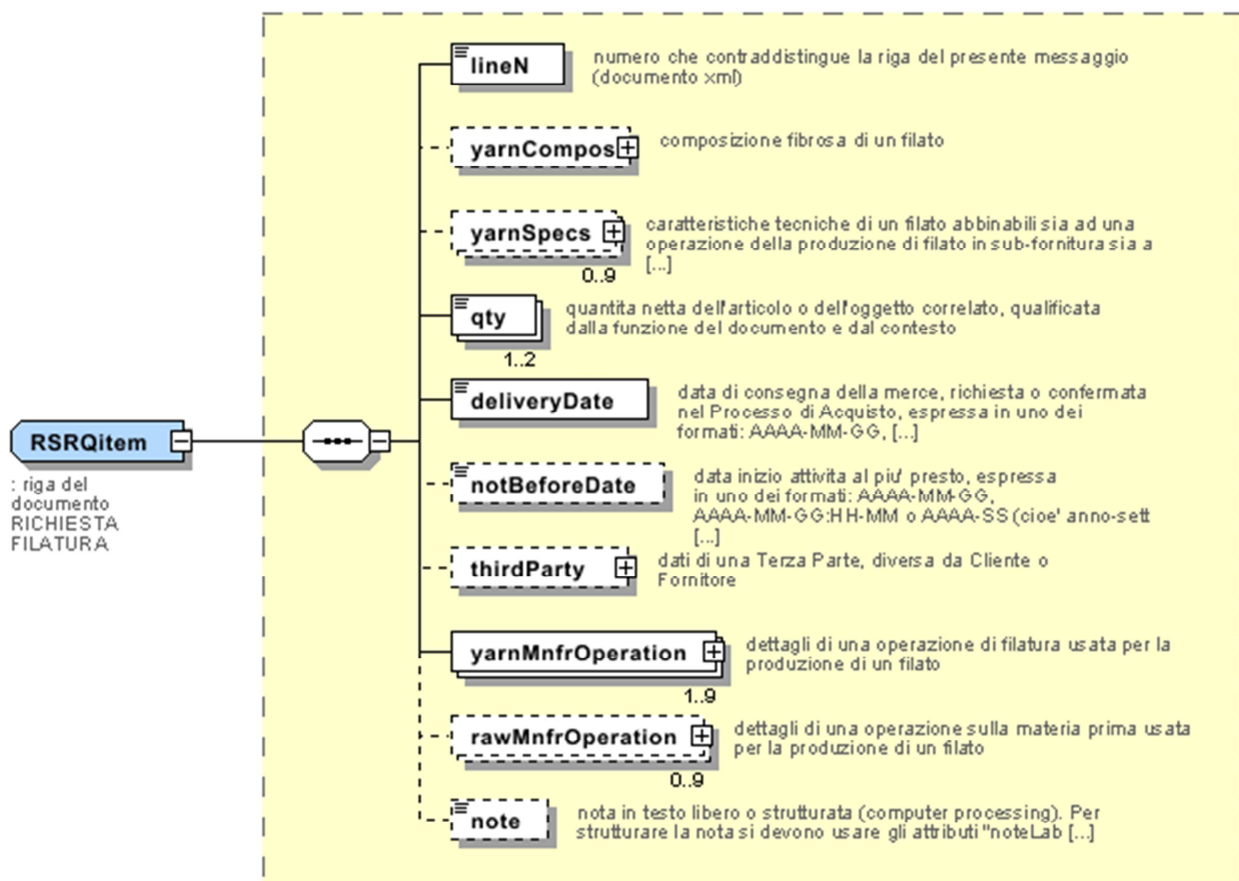 lineN
numero che contraddistingue la riga del presente messaggio
(documento xml)
yarnCompos
composizione fibrosa di un filato
yarnSpecs
caratteristiche tecniche di un filato abbinabili sia ad una
operazione della produzione di filato in sub-fornitura sia a
[...]
0..9
qty
quantita netta dell'articolo o dell'oggetto correlato, qualificata
dalla funzione del documento e dal contesto
1..2
deliveryDate
data di consegna della merce, richiesta o confermata
nel Processo di Acquisto, espressa in uno dei
formati: AAAA-MM-GG, [...]
RSRQitem
: riga del
documento
RICHIESTA
FILATURA
notBeforeDate
data inizio attivita al piu' presto, espressa
in uno dei formati: AAAA-MM-GG,
AAAA-MM-GG:HH-MM o AAAA-SS (cioe' anno-sett
[...]
thirdParty
dati di una Terza Parte, diversa da Cliente o
Fornitore
yarnMnfrOperation
dettagli di una operazione di filatura usata per la
produzione di un filato
1..9
rawMnfrOperation
dettagli di una operazione sulla materia prima usata
per la produzione di un filato
0..9
note
nota in testo libero o strutturata (computer processing). Per
strutturare la nota si devono usare gli attributi "noteLab [...]